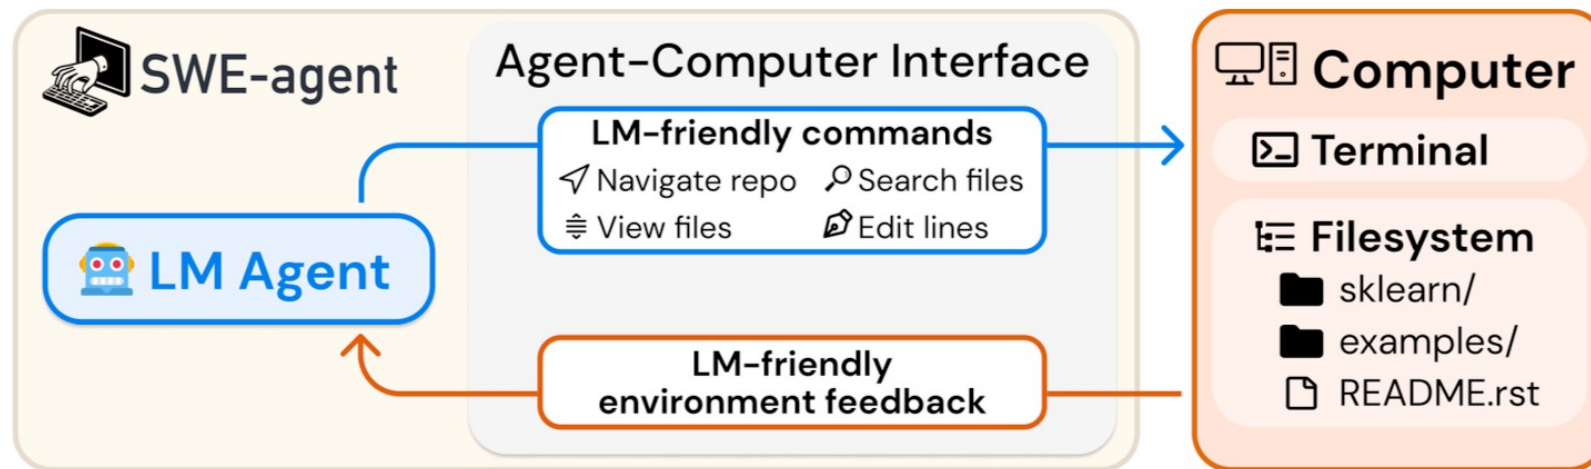 SWE-agent
Agent-Computer Interface
LM-friendly commands
Navigate repo
Search files
View files
Edit lines
LM Agent
LM-friendly
environment feedback
Computer
Terminal
Filesystem
sklearn/
examples/
README.rst